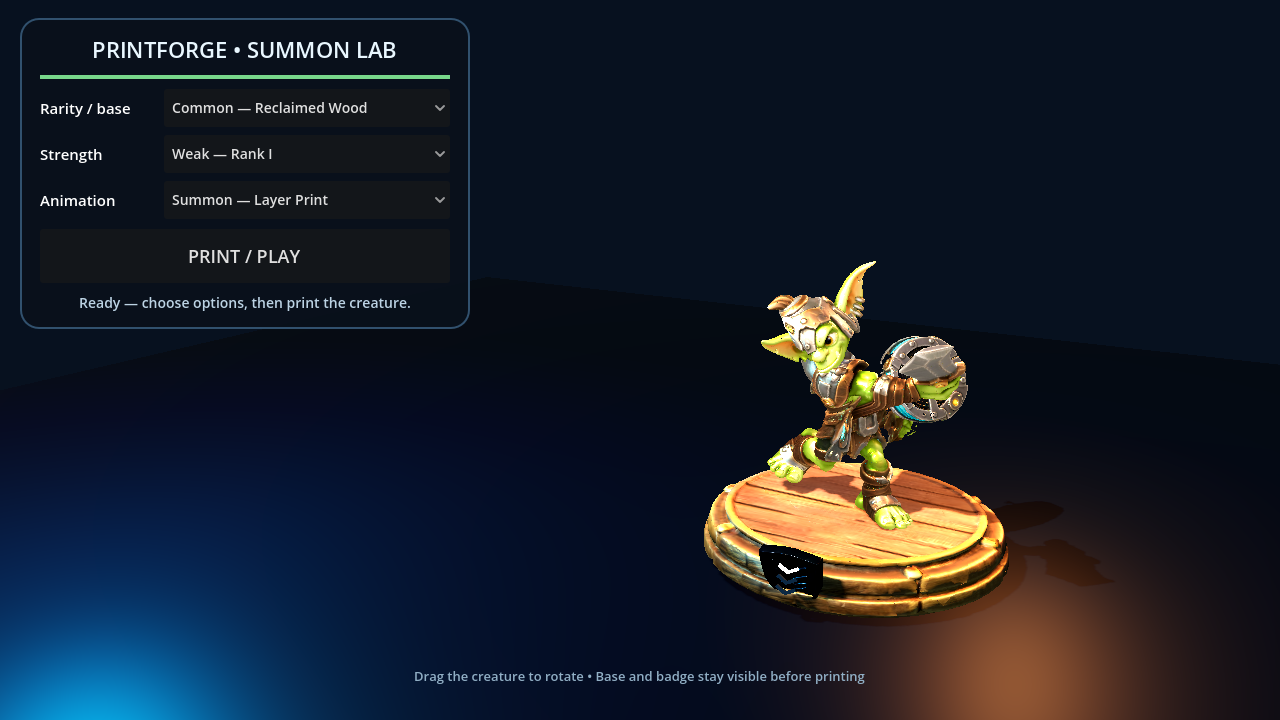 PRINTFORGE • SUMMON LAB
Rarity / base
Common — Reclaimed Wood
Strength
Weak — Rank I
Animation
Summon — Layer Print
PRINT / PLAY
Ready — choose options, then print the creature.
Drag the creature to rotate • Base and badge stay visible before printing